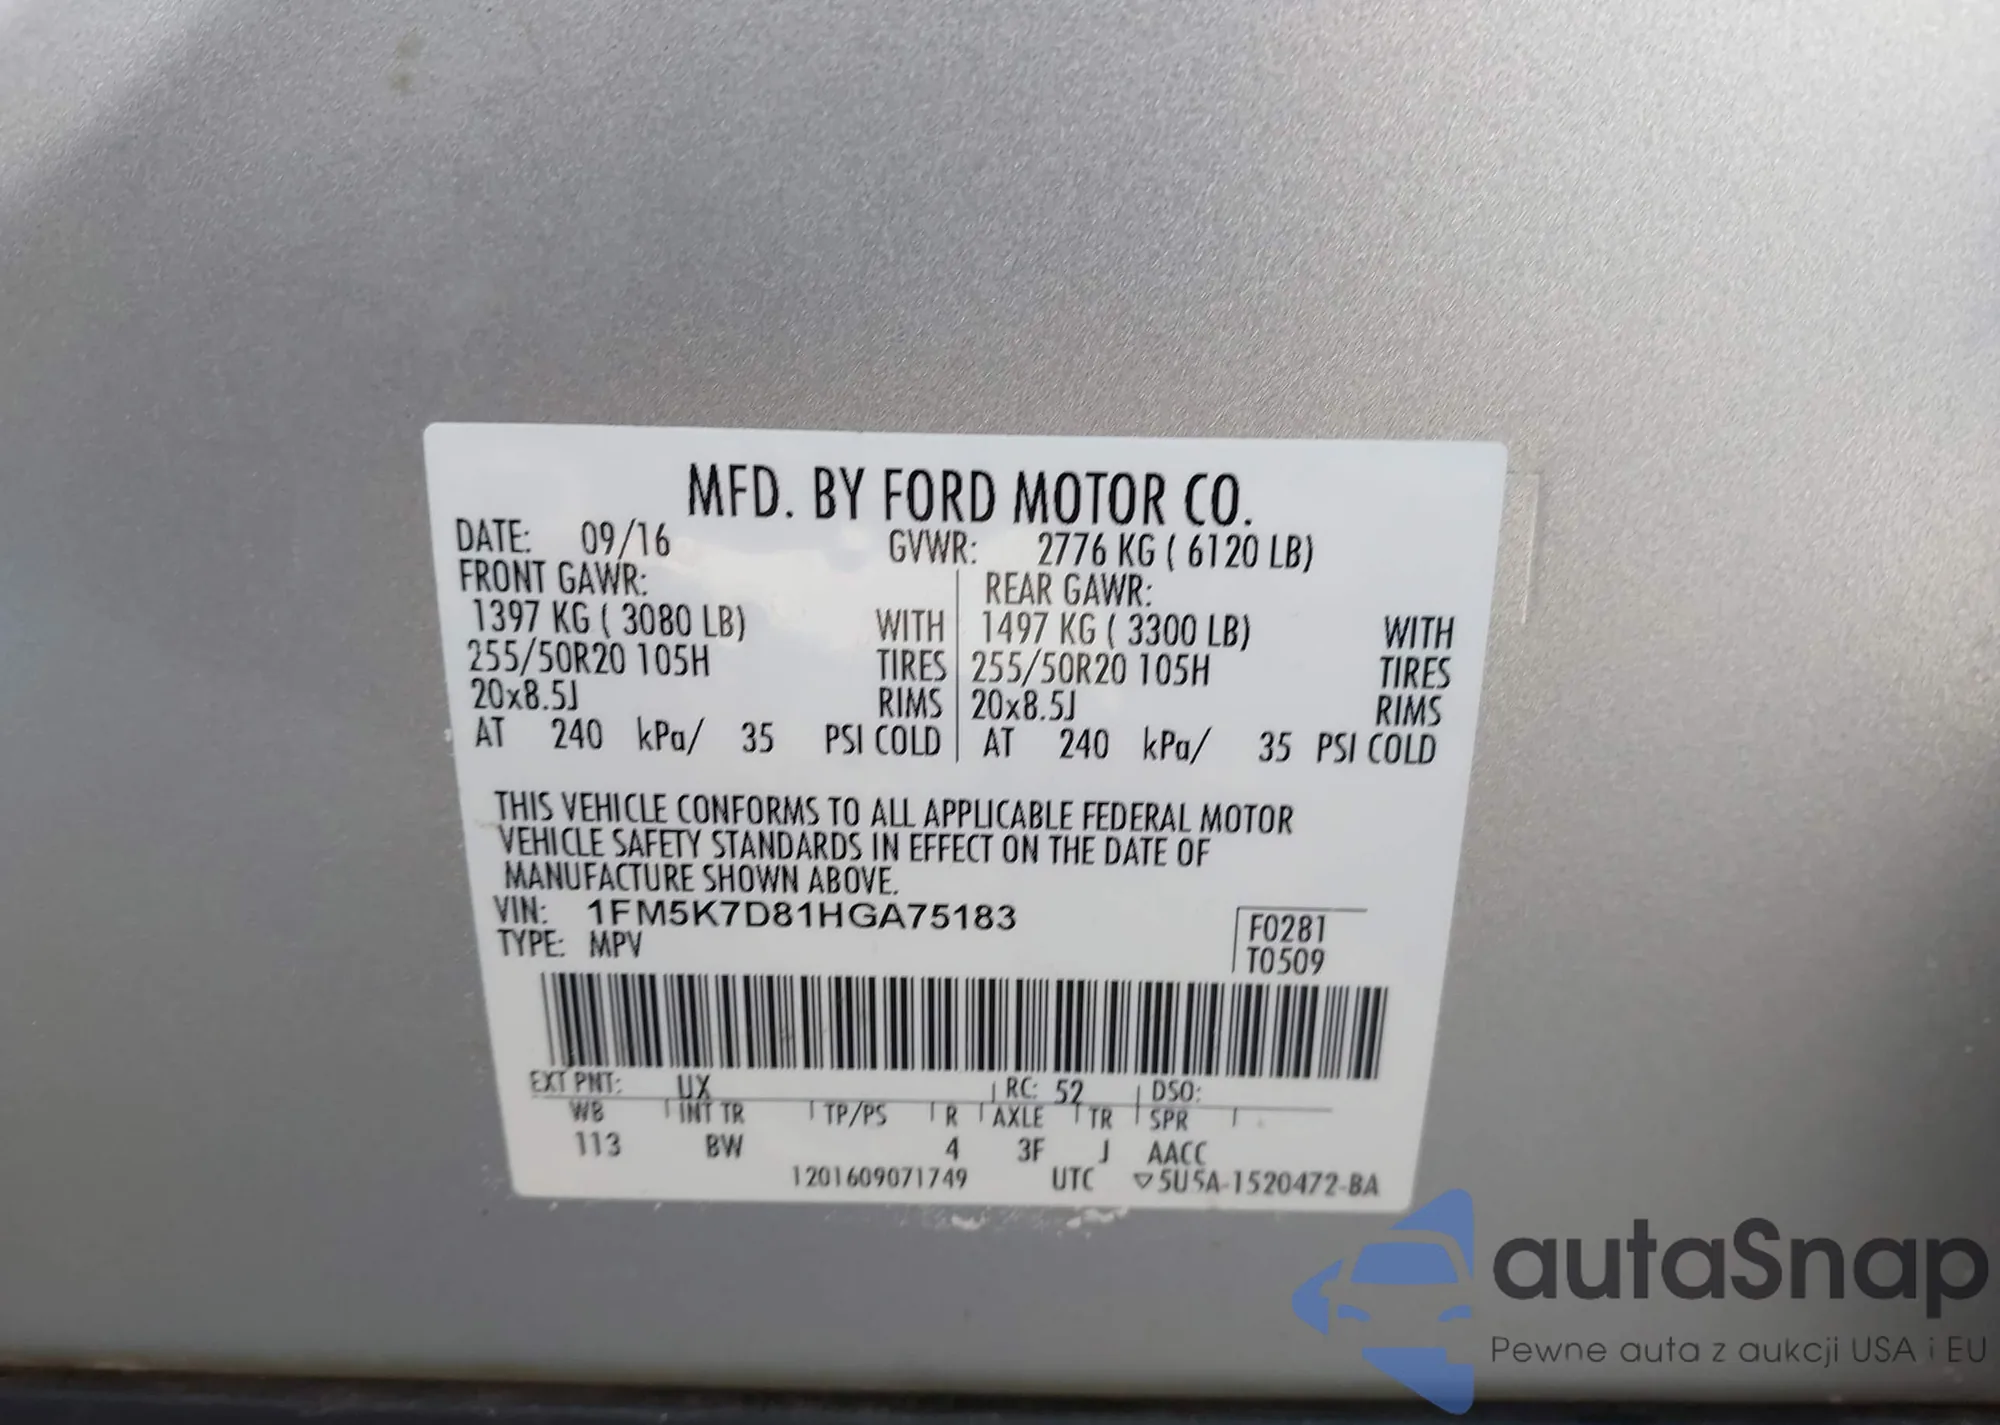 MFD. BY FORD MOTOR CO.
DATE: 09/16 GVWR: 2776 KG ( 6120 LB)
FRONT GAWR: REAR GAWR:
1397 KG ( 3080 LB) WITH 1497 KG ( 3300 LB) WITH
255/50R20 105H TIRES 255/50R20 105H TIRES
20x8.5J RIMS 20x8.5J RIMS
AT 240 kPa/ 35 PSI COLD AT 240 kPa/ 35 PSI COLD
THIS VEHICLE CONFORMS TO ALL APPLICABLE FEDERAL MOTOR
VEHICLE SAFETY STANDARDS IN EFFECT ON THE DATE OF
MANUFACTURE SHOWN ABOVE.
VIN: 1FM5K7D81HGA75183 F0281
TYPE: MPV T0509
EXT PNT: UX RC: 52 DSO:
WB INT TR TP/PS R AXLE TR SPR
113 BW 4 3F J AACC
1201609071749 UTC ▽5U5A-1520472-BA
autaSnap
Pewne auta z aukcji USA i EU